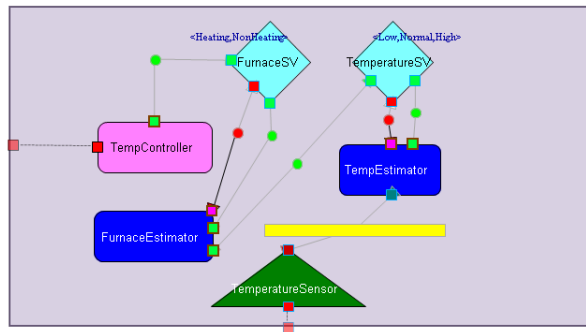 <Heating,NonHeating>
<Low,Normal,High>
FurnaceSV
TemperatureSV
TempController
TempEstimator
FurnaceEstimator
TemperatureSensor